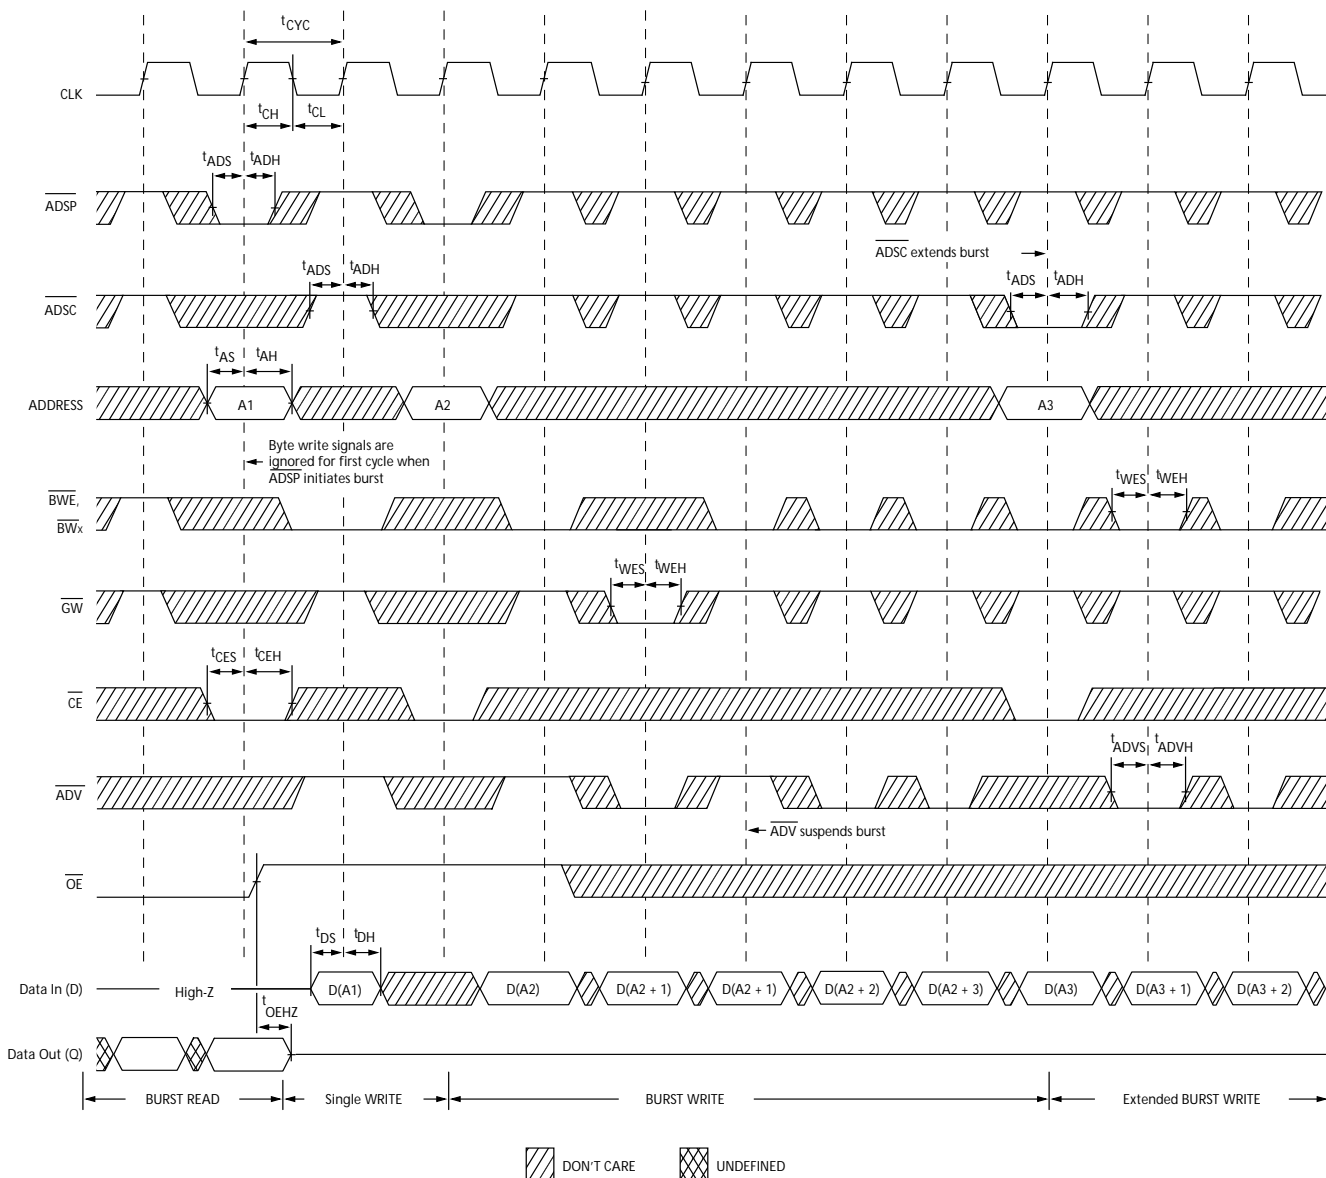 tCYC
CLK
tCH
tCL
tADS
tADH
ADSP
ADSC extends burst
tADS
tADH
tADS
tADH
ADSC
tAS
tAH
ADDRESS
A1
A2
A3
Byte write signals are
ignored for first cycle when
ADSP initiates burst
BWE,
BWx
tWES
tWEH
tWES
tWEH
GW
tCES
tCEH
CE
tADVS
tADVH
ADV
ADV suspends burst
OE
tDS
tDH
Data In (D)
High-Z
D(A1)
D(A2)
D(A2 + 1)
D(A2 + 1)
D(A2 + 2)
D(A2 + 3)
D(A3)
D(A3 + 1)
D(A3 + 2)
tOEHZ
Data Out (Q)
BURST READ
Single WRITE
BURST WRITE
Extended BURST WRITE
DON'T CARE
UNDEFINED